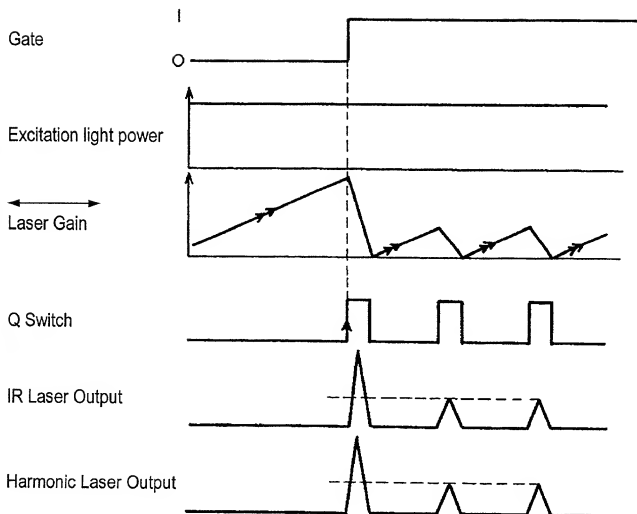 I
Gate
O
Excitation light power
Laser Gain
Q Switch
IR Laser Output
Harmonic Laser Output